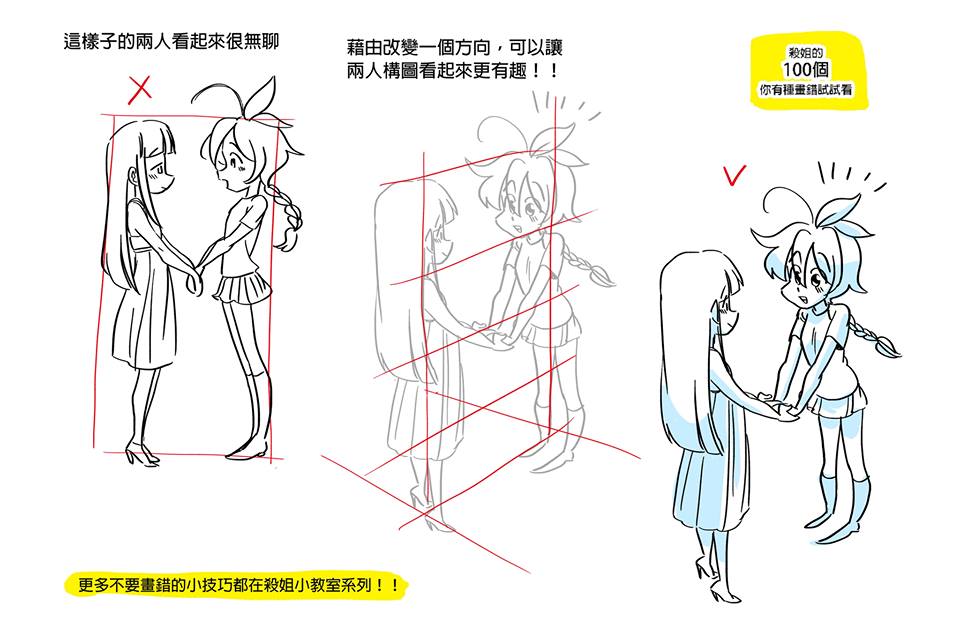 這樣子的兩人看起來很無聊
藉由改變一個方向，可以讓
兩人構圖看起來更有趣！！
殺姐的
100個
你有種畫錯試試看
更多不要畫錯的小技巧都在殺姐小教室系列！！